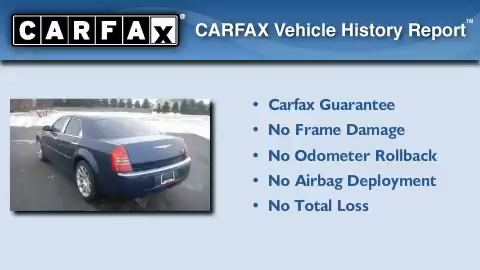 CARFAX® CARFAX Vehicle History Report™
• Carfax Guarantee
• No Frame Damage
• No Odometer Rollback
• No Airbag Deployment
• No Total Loss